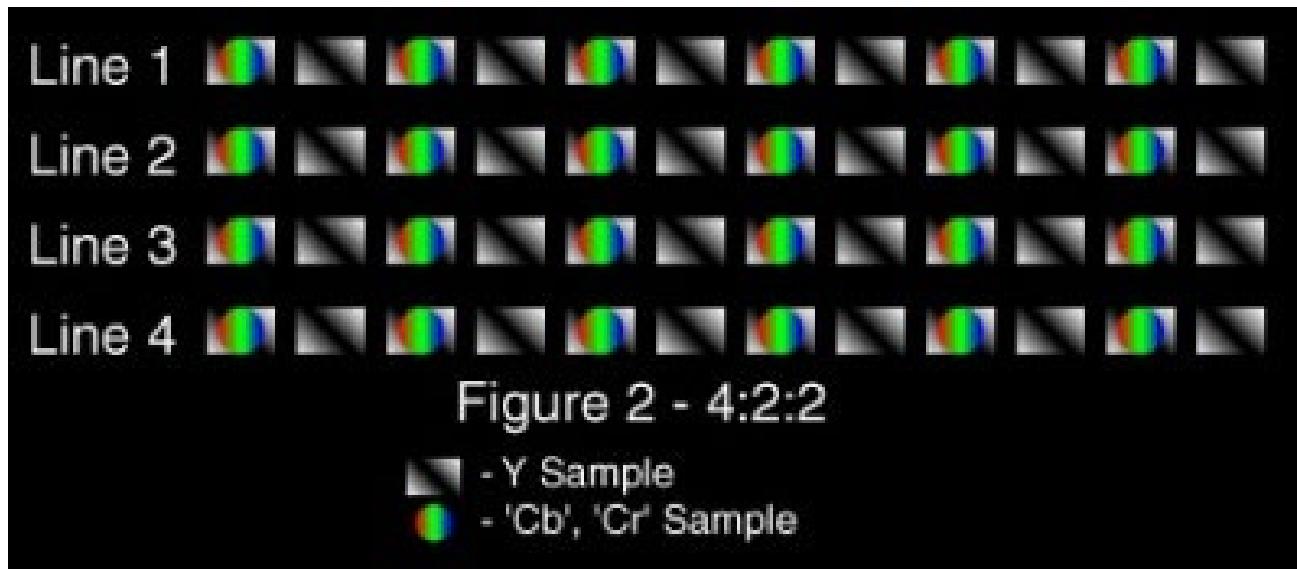 Line 1
Line 2
Line 3
Line 4
Figure 2 - 4:2:2
- Y Sample
- 'Cb', 'Cr' Sample